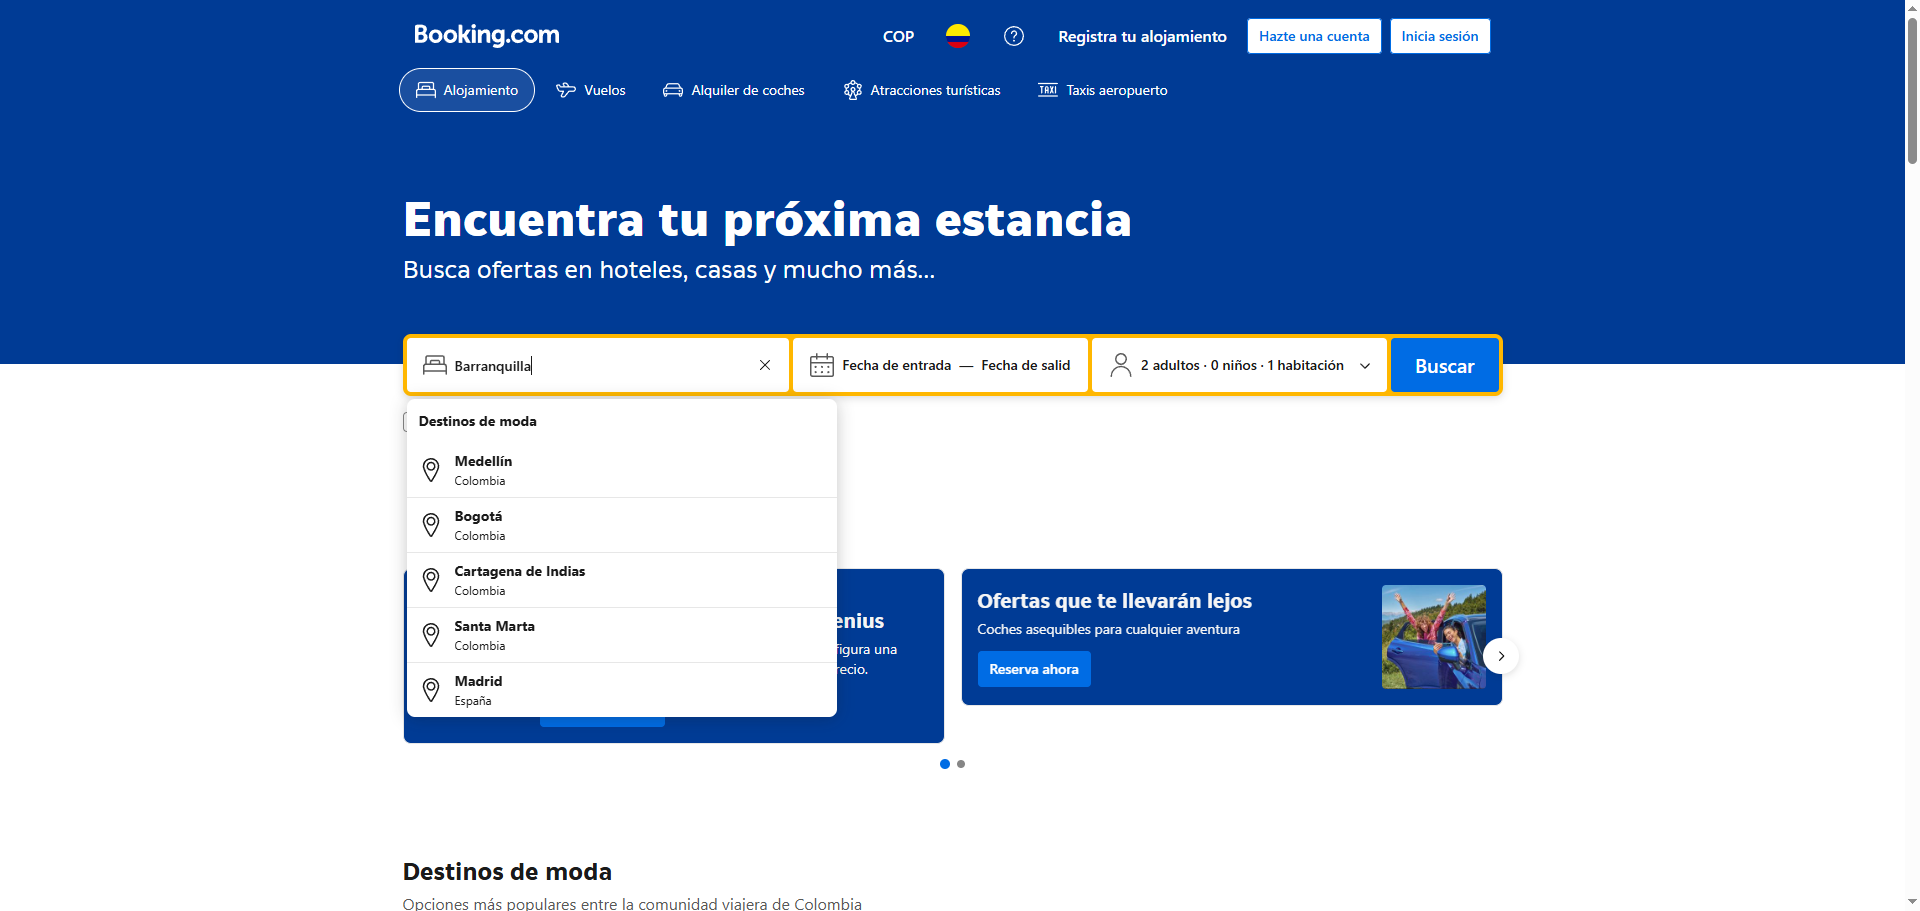 Booking.com
COP
Registra tu alojamiento
Hazte una cuenta
Inicia sesión
Alojamiento
Vuelos
Alquiler de coches
Atracciones turísticas
TAXI
Taxis aeropuerto
Encuentra tu próxima estancia
Busca ofertas en hoteles, casas y mucho más...
Barranquilla
Fecha de entrada — Fecha de salid
2 adultos · 0 niños · 1 habitación
Buscar
Destinos de moda
Medellín
Colombia
Bogotá
Colombia
Cartagena de Indias
Colombia
Santa Marta
Colombia
Madrid
España
enius
figura una
recio.
Ofertas que te llevarán lejos
Coches asequibles para cualquier aventura
Reserva ahora
Destinos de moda
Opciones más populares entre la comunidad viajera de Colombia